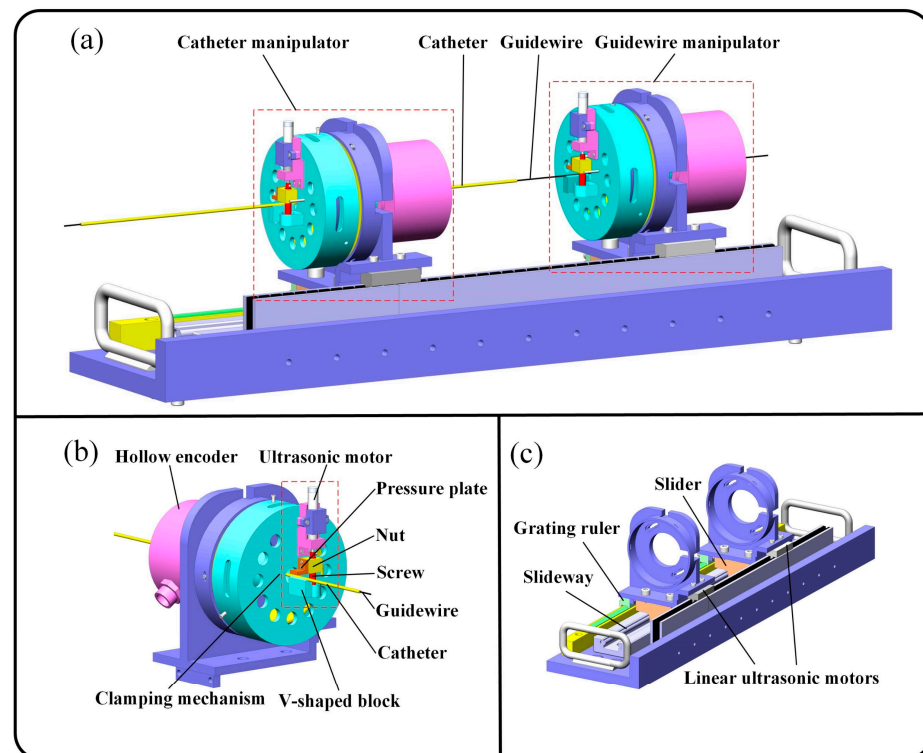 (a)
Catheter manipulator
Catheter
Guidewire
Guidewire manipulator
(b)
Hollow encoder
Ultrasonic motor
Pressure plate
Nut
Screw
Guidewire
Catheter
Clamping mechanism
V-shaped block
(c)
Slider
Grating ruler
Slideway
Linear ultrasonic motors